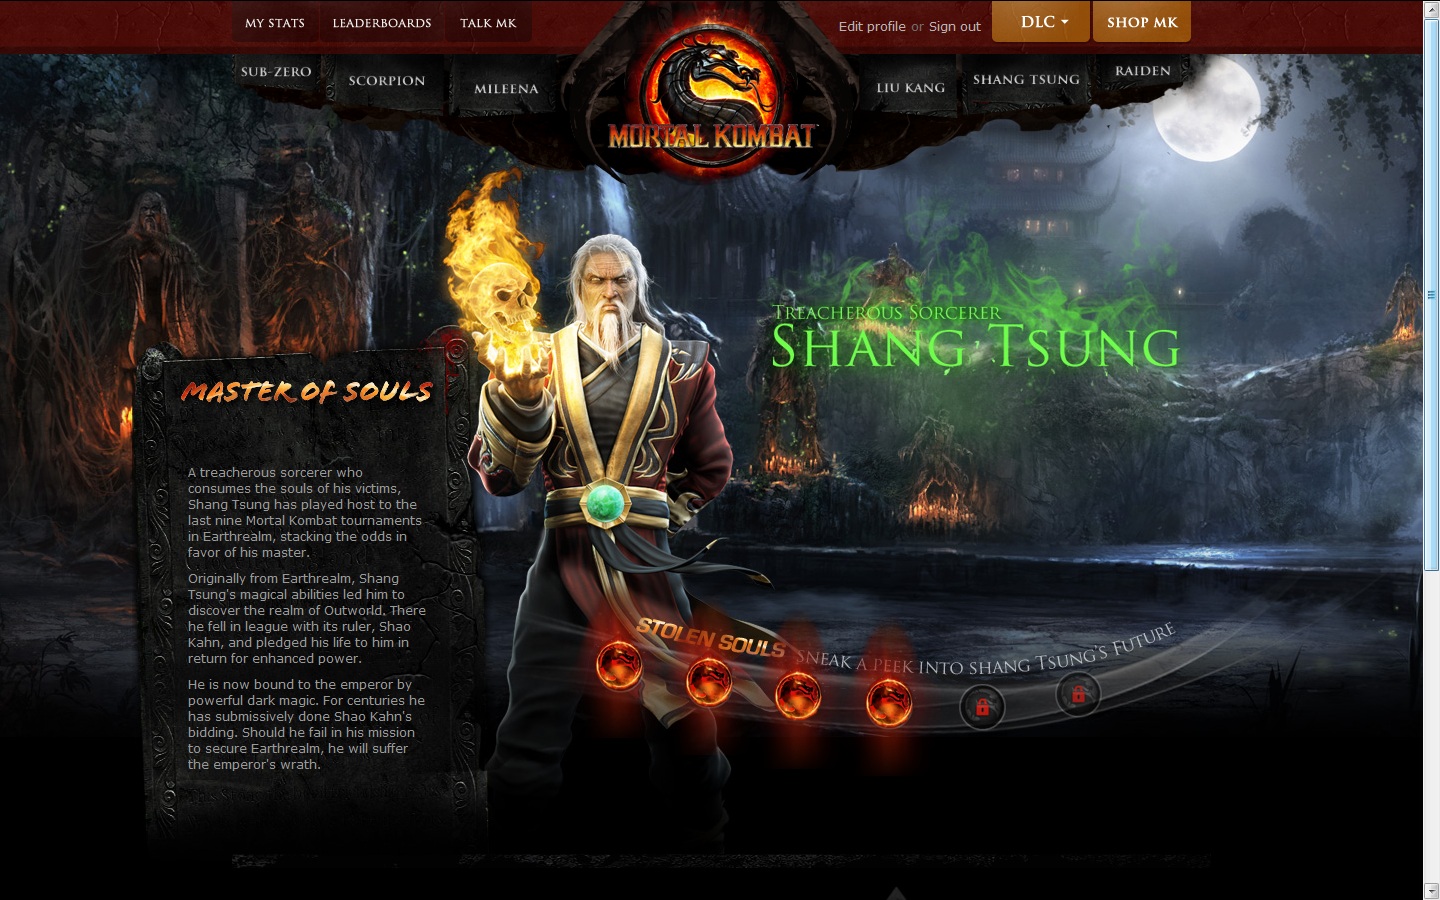 MY STATS
LEADERBOARDS
TALK MK
Edit profile or Sign out
DLC
SHOP MK
SUB-ZERO
SCORPION
MILEENA
MORTAL KOMBAT
LIU KANG
SHANG TSUNG
RAIDEN
TREACHEROUS SORCERER
SHANG TSUNG
MASTER OF SOULS
A treacherous sorcerer who
consumes the souls of his victims,
Shang Tsung has played host to the
last nine Mortal Kombat tournaments
in Earthrealm, stacking the odds in
favor of his master.
Originally from Earthrealm, Shang
Tsung's magical abilities led him to
discover the realm of Outworld. There
he fell in league with its ruler, Shao
Kahn, and pledged his life to him in
return for enhanced power.
He is now bound to the emperor by
powerful dark magic. For centuries he
has submissively done Shao Kahn's
bidding. Should he fail in his mission
to secure Earthrealm, he will suffer
the emperor's wrath.
STOLEN SOULS
SNEAK A PEEK INTO SHANG TSUNG'S FUTURE